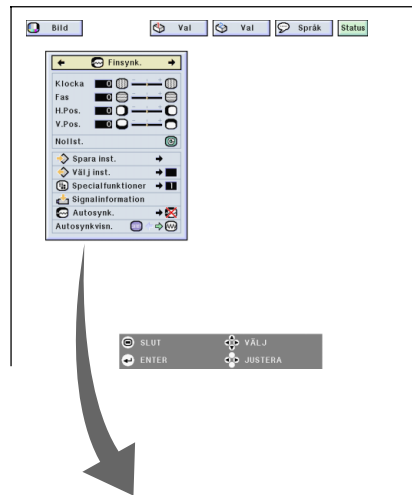 Bild Val Val Språk Status
Finsynk.
Klocka 0
Fas 0
H.Pos. 0
V.Pos. 0
Nollst.
Spara inst.
Välj inst.
Specialfunktioner
Signalinformation
Autosynk.
Autosynkvisn.
SLUT VÄLJ
ENTER JUSTERA